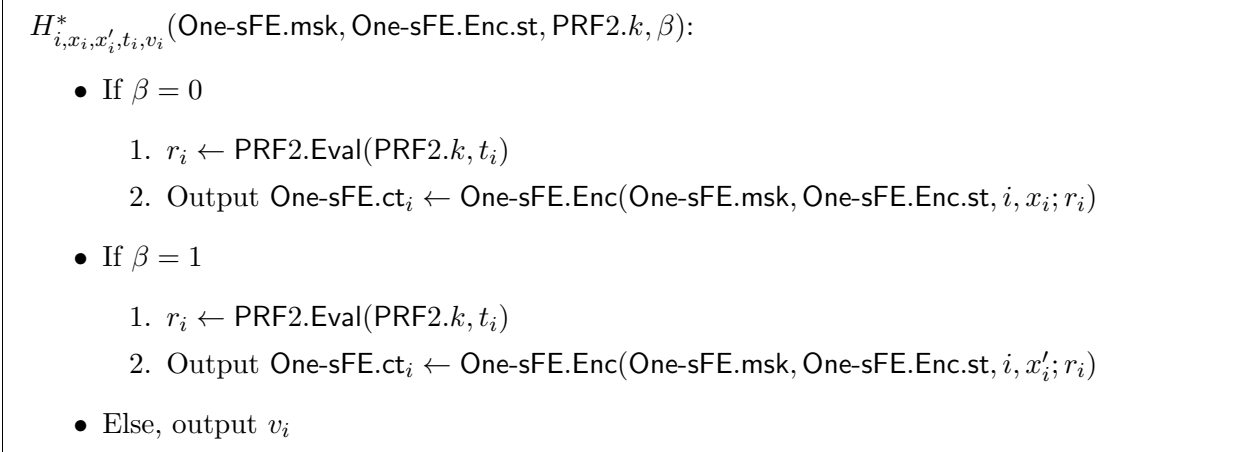 H*_{i,x_i,x'_i,t_i,v_i}(One-sFE.msk, One-sFE.Enc.st, PRF2.k, β):
• If β = 0
1. r_i ← PRF2.Eval(PRF2.k, t_i)
2. Output One-sFE.ct_i ← One-sFE.Enc(One-sFE.msk, One-sFE.Enc.st, i, x_i; r_i)
• If β = 1
1. r_i ← PRF2.Eval(PRF2.k, t_i)
2. Output One-sFE.ct_i ← One-sFE.Enc(One-sFE.msk, One-sFE.Enc.st, i, x'_i; r_i)
• Else, output v_i